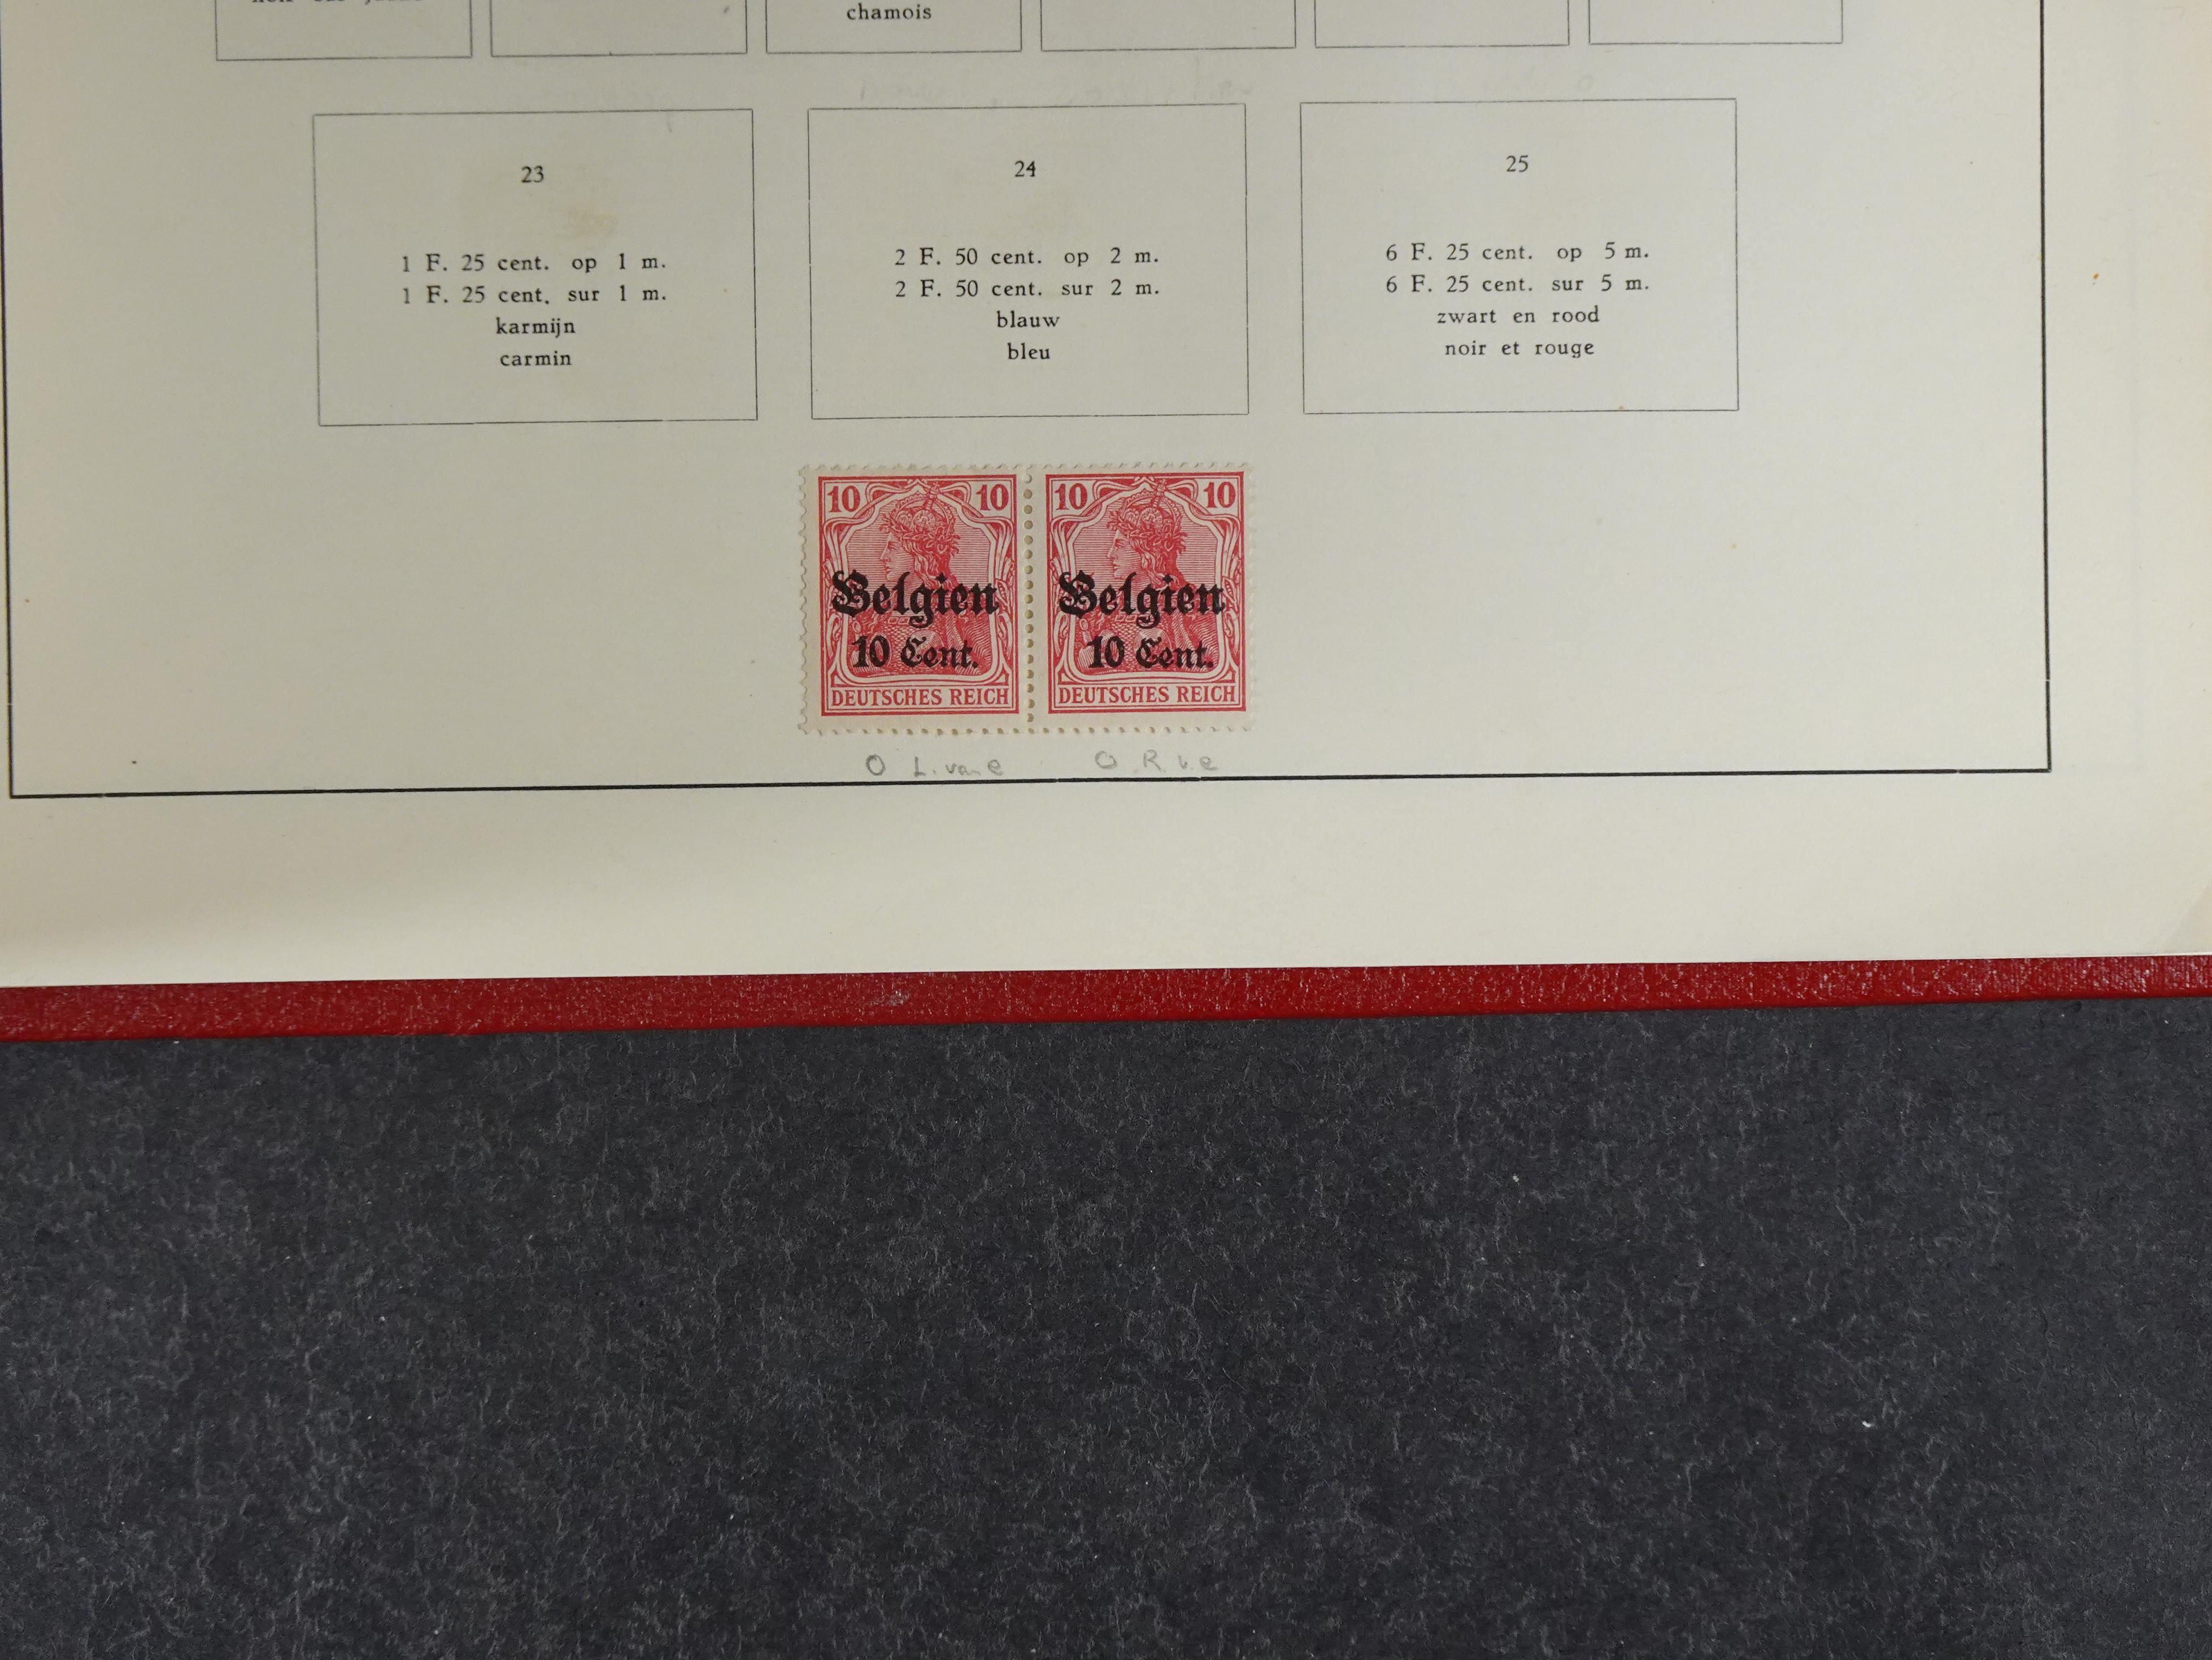 chamois
23
1 F. 25 cent. op 1 m.
1 F. 25 cent. sur 1 m.
karmijn
carmin
24
2 F. 50 cent. op 2 m.
2 F. 50 cent. sur 2 m.
blauw
bleu
25
6 F. 25 cent. op 5 m.
6 F. 25 cent. sur 5 m.
zwart en rood
noir et rouge
10 10
Belgien
10 Cent.
DEUTSCHES REICH
10 10
Belgien
10 Cent.
DEUTSCHES REICH
O L. van e
O R. v. e